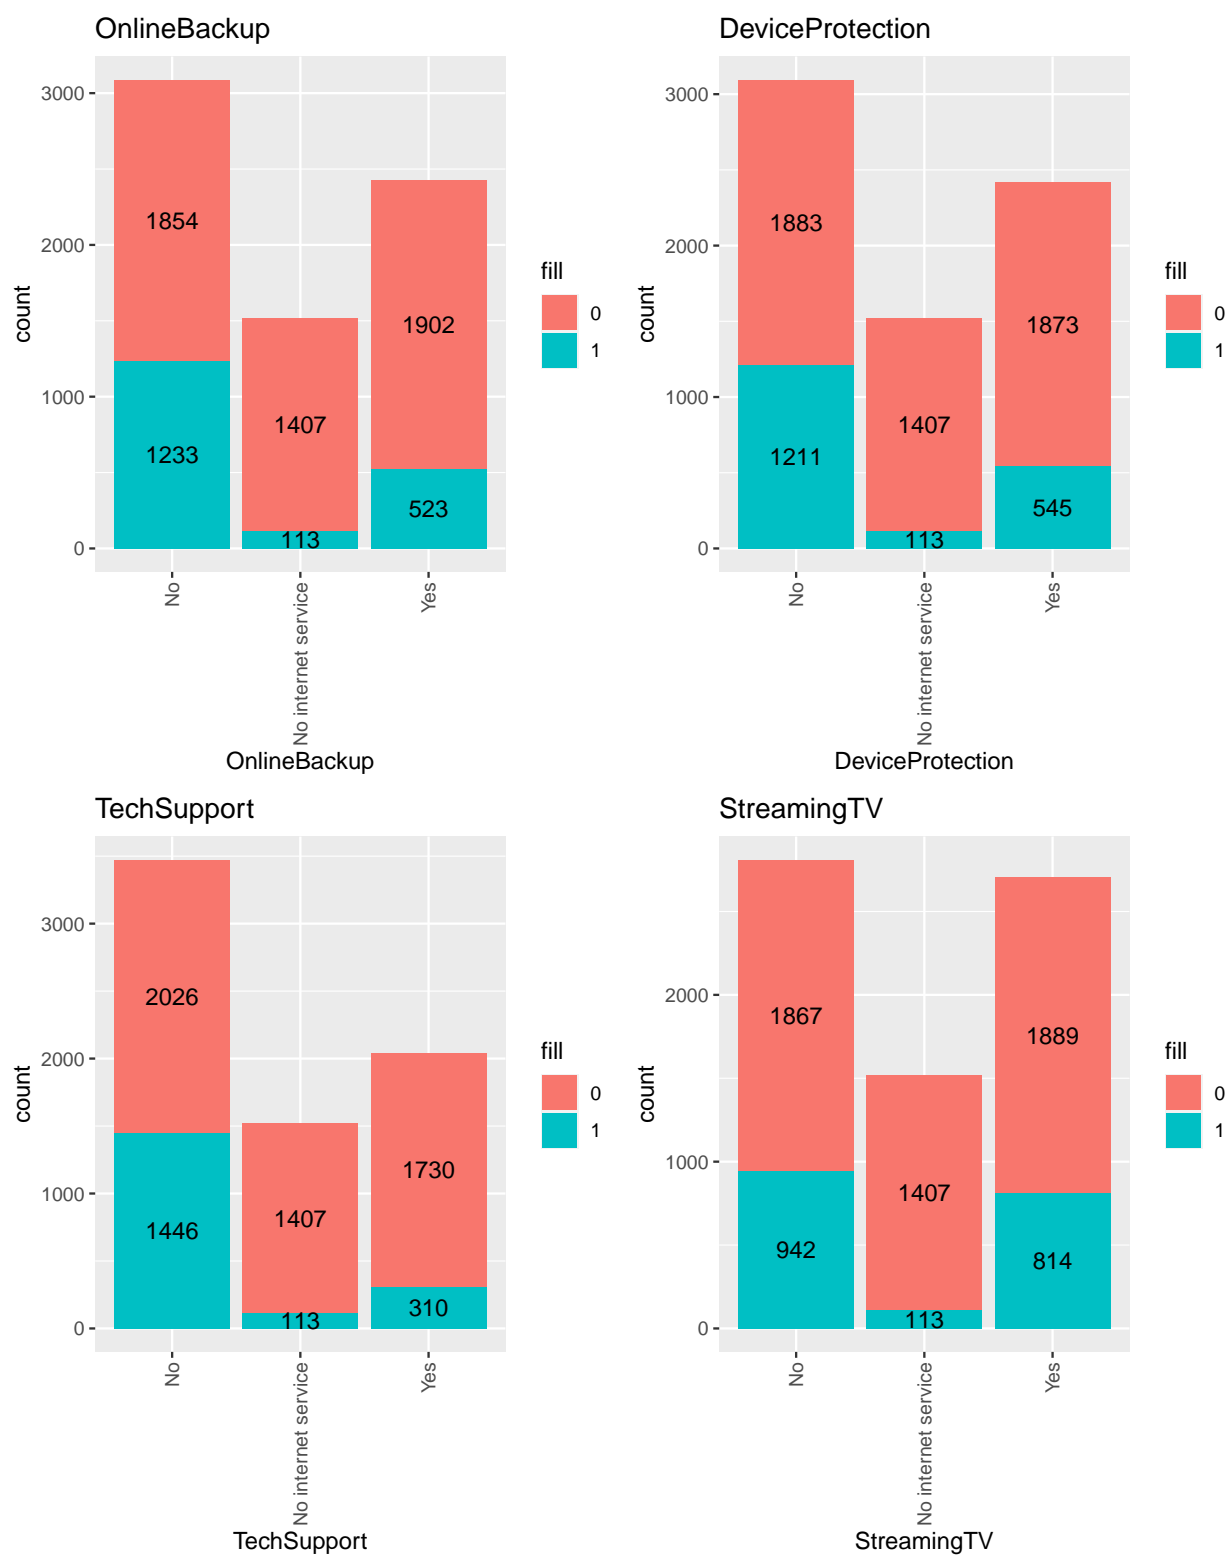 OnlineBackup
3000
2000
1000
0
count
1854
1233
1407
113
1902
523
No
No internet service
Yes
OnlineBackup
fill
0
1
DeviceProtection
3000
2000
1000
0
count
1883
1211
1407
113
1873
545
No
No internet service
Yes
DeviceProtection
fill
0
1
TechSupport
3000
2000
1000
0
count
2026
1446
1407
113
1730
310
No
No internet service
Yes
TechSupport
fill
0
1
StreamingTV
2000
1000
0
count
1867
942
1407
113
1889
814
No
No internet service
Yes
StreamingTV
fill
0
1